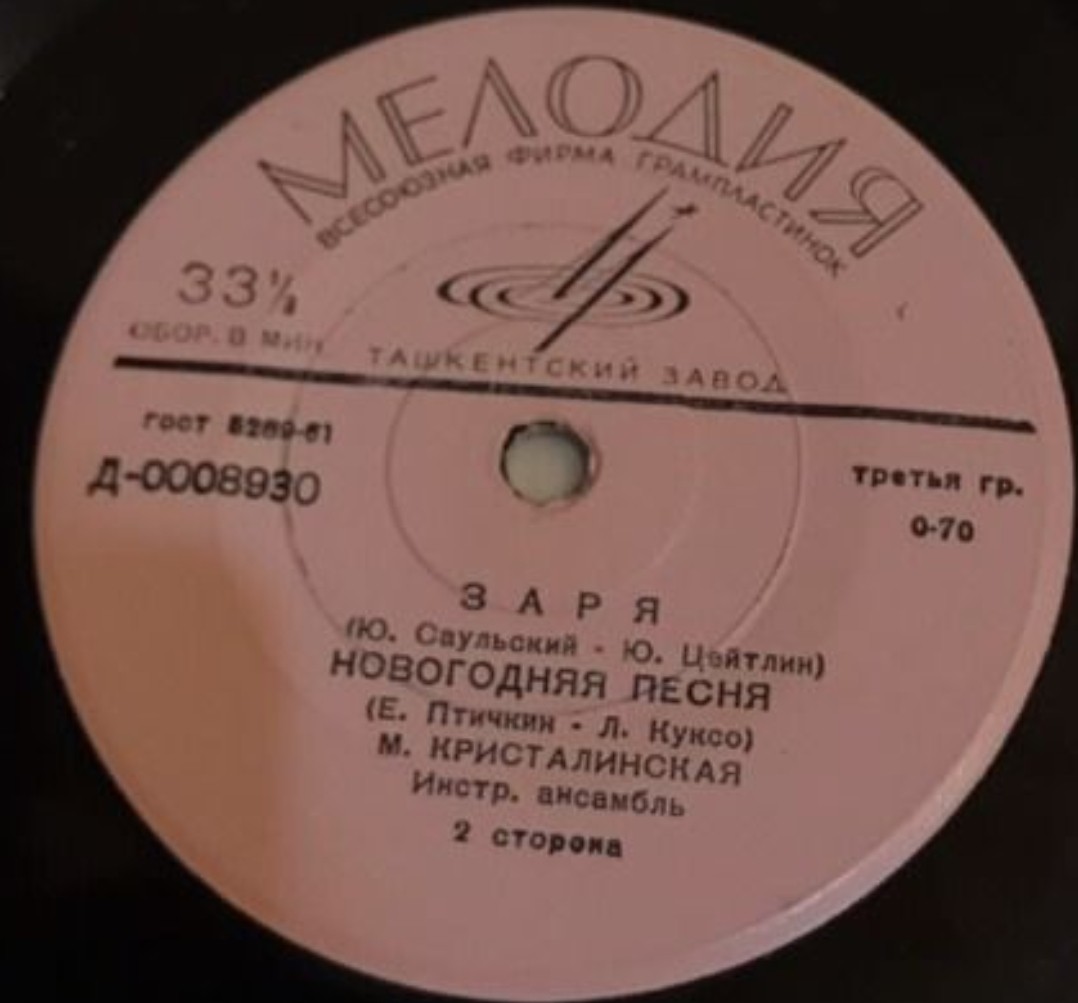 МЕЛОДИЯ
ВСЕСОЮЗНАЯ ФИРМА ГРАМПЛАСТИНОК
33⅓
ОБОР. В МИН
ТАШКЕНТСКИЙ ЗАВОД
гост 5289-61
Д-0008930
третья гр.
0-70
ЗАРЯ
(Ю. Саульский - Ю. Цейтлин)
НОВОГОДНЯЯ ПЕСНЯ
(Е. Птичкин - Л. Куксо)
М. КРИСТАЛИНСКАЯ
Инстр. ансамбль
2 сторона